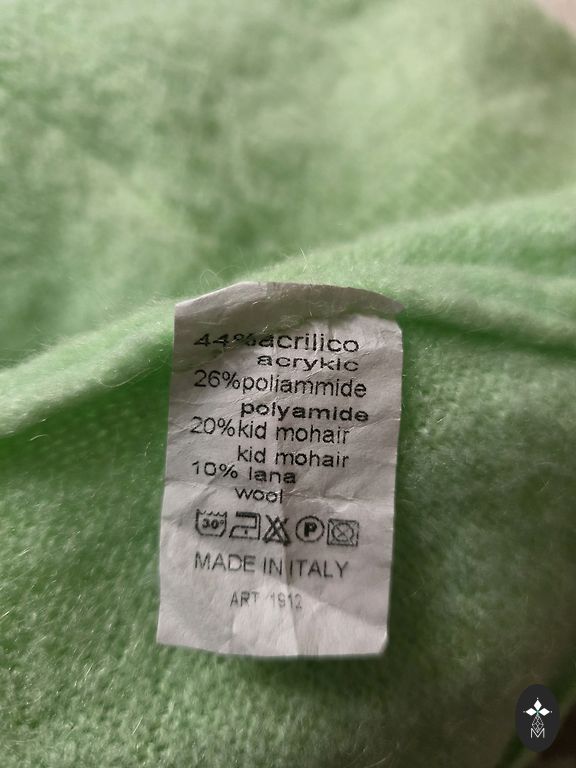 44%acrilico
acrykic
26%poliammide
polyamide
20%kid mohair
kid mohair
10% lana
wool
30° P
MADE IN ITALY
ART 1912
M